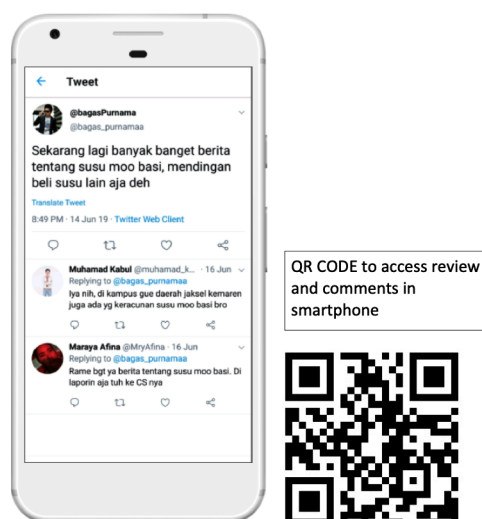 Tweet
@bagasPurnama
@bagas_purnamaa
Sekarang lagi banyak banget berita
tentang susu moo basi, mendingan
beli susu lain aja deh
Translate Tweet
8:49 PM · 14 Jun 19 · Twitter Web Client
Muhamad Kabul @muhamad_k... · 16 Jun
Replying to @bagas_purnamaa
Iya nih, di kampus gue daerah jaksel kemaren
juga ada yg keracunan susu moo basi bro
Maraya Afina @MryAfina · 16 Jun
Replying to @bagas_purnamaa
Rame bgt ya berita tentang susu moo basi. Di
laporin aja tuh ke CS nya
QR CODE to access review
and comments in
smartphone